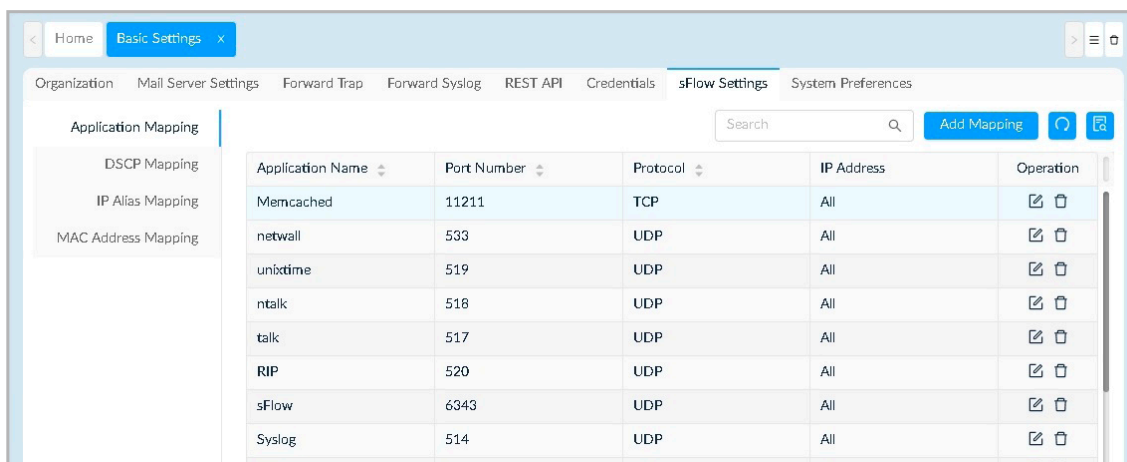 Home Basic Settings x
Organization Mail Server Settings Forward Trap Forward Syslog REST API Credentials sFlow Settings System Preferences
Application Mapping
DSCP Mapping
IP Alias Mapping
MAC Address Mapping
Search Add Mapping
Application Name Port Number Protocol IP Address Operation
Memcached 11211 TCP All
netwall 533 UDP All
unixtime 519 UDP All
ntalk 518 UDP All
talk 517 UDP All
RIP 520 UDP All
sFlow 6343 UDP All
Syslog 514 UDP All